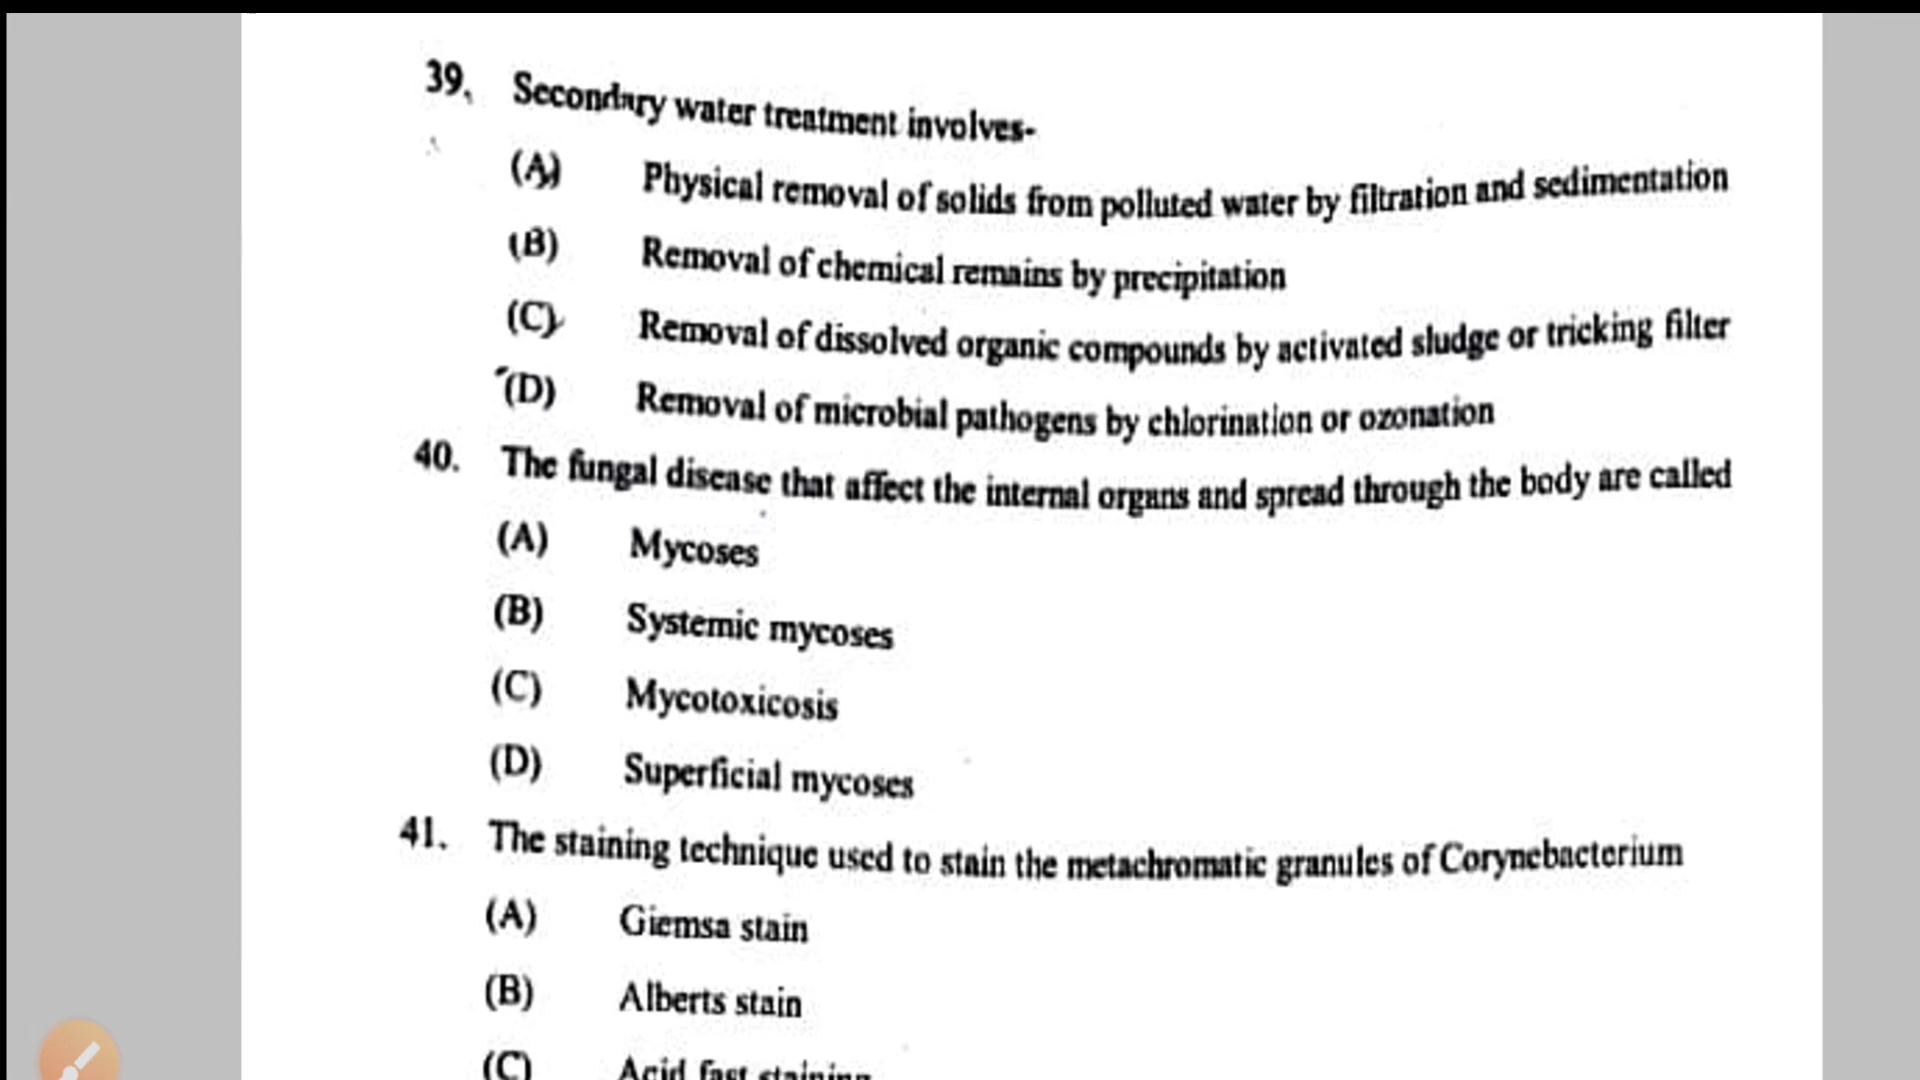 39. Secondary water treatment involves-
(A) Physical removal of solids from polluted water by filtration and sedimentation
(B) Removal of chemical remains by precipitation
(C) Removal of dissolved organic compounds by activated sludge or tricking filter
(D) Removal of microbial pathogens by chlorination or ozonation
40. The fungal disease that affect the internal organs and spread through the body are called
(A) Mycoses
(B) Systemic mycoses
(C) Mycotoxicosis
(D) Superficial mycoses
41. The staining technique used to stain the metachromatic granules of Corynebacterium
(A) Giemsa stain
(B) Alberts stain
(C) Acid fast staining